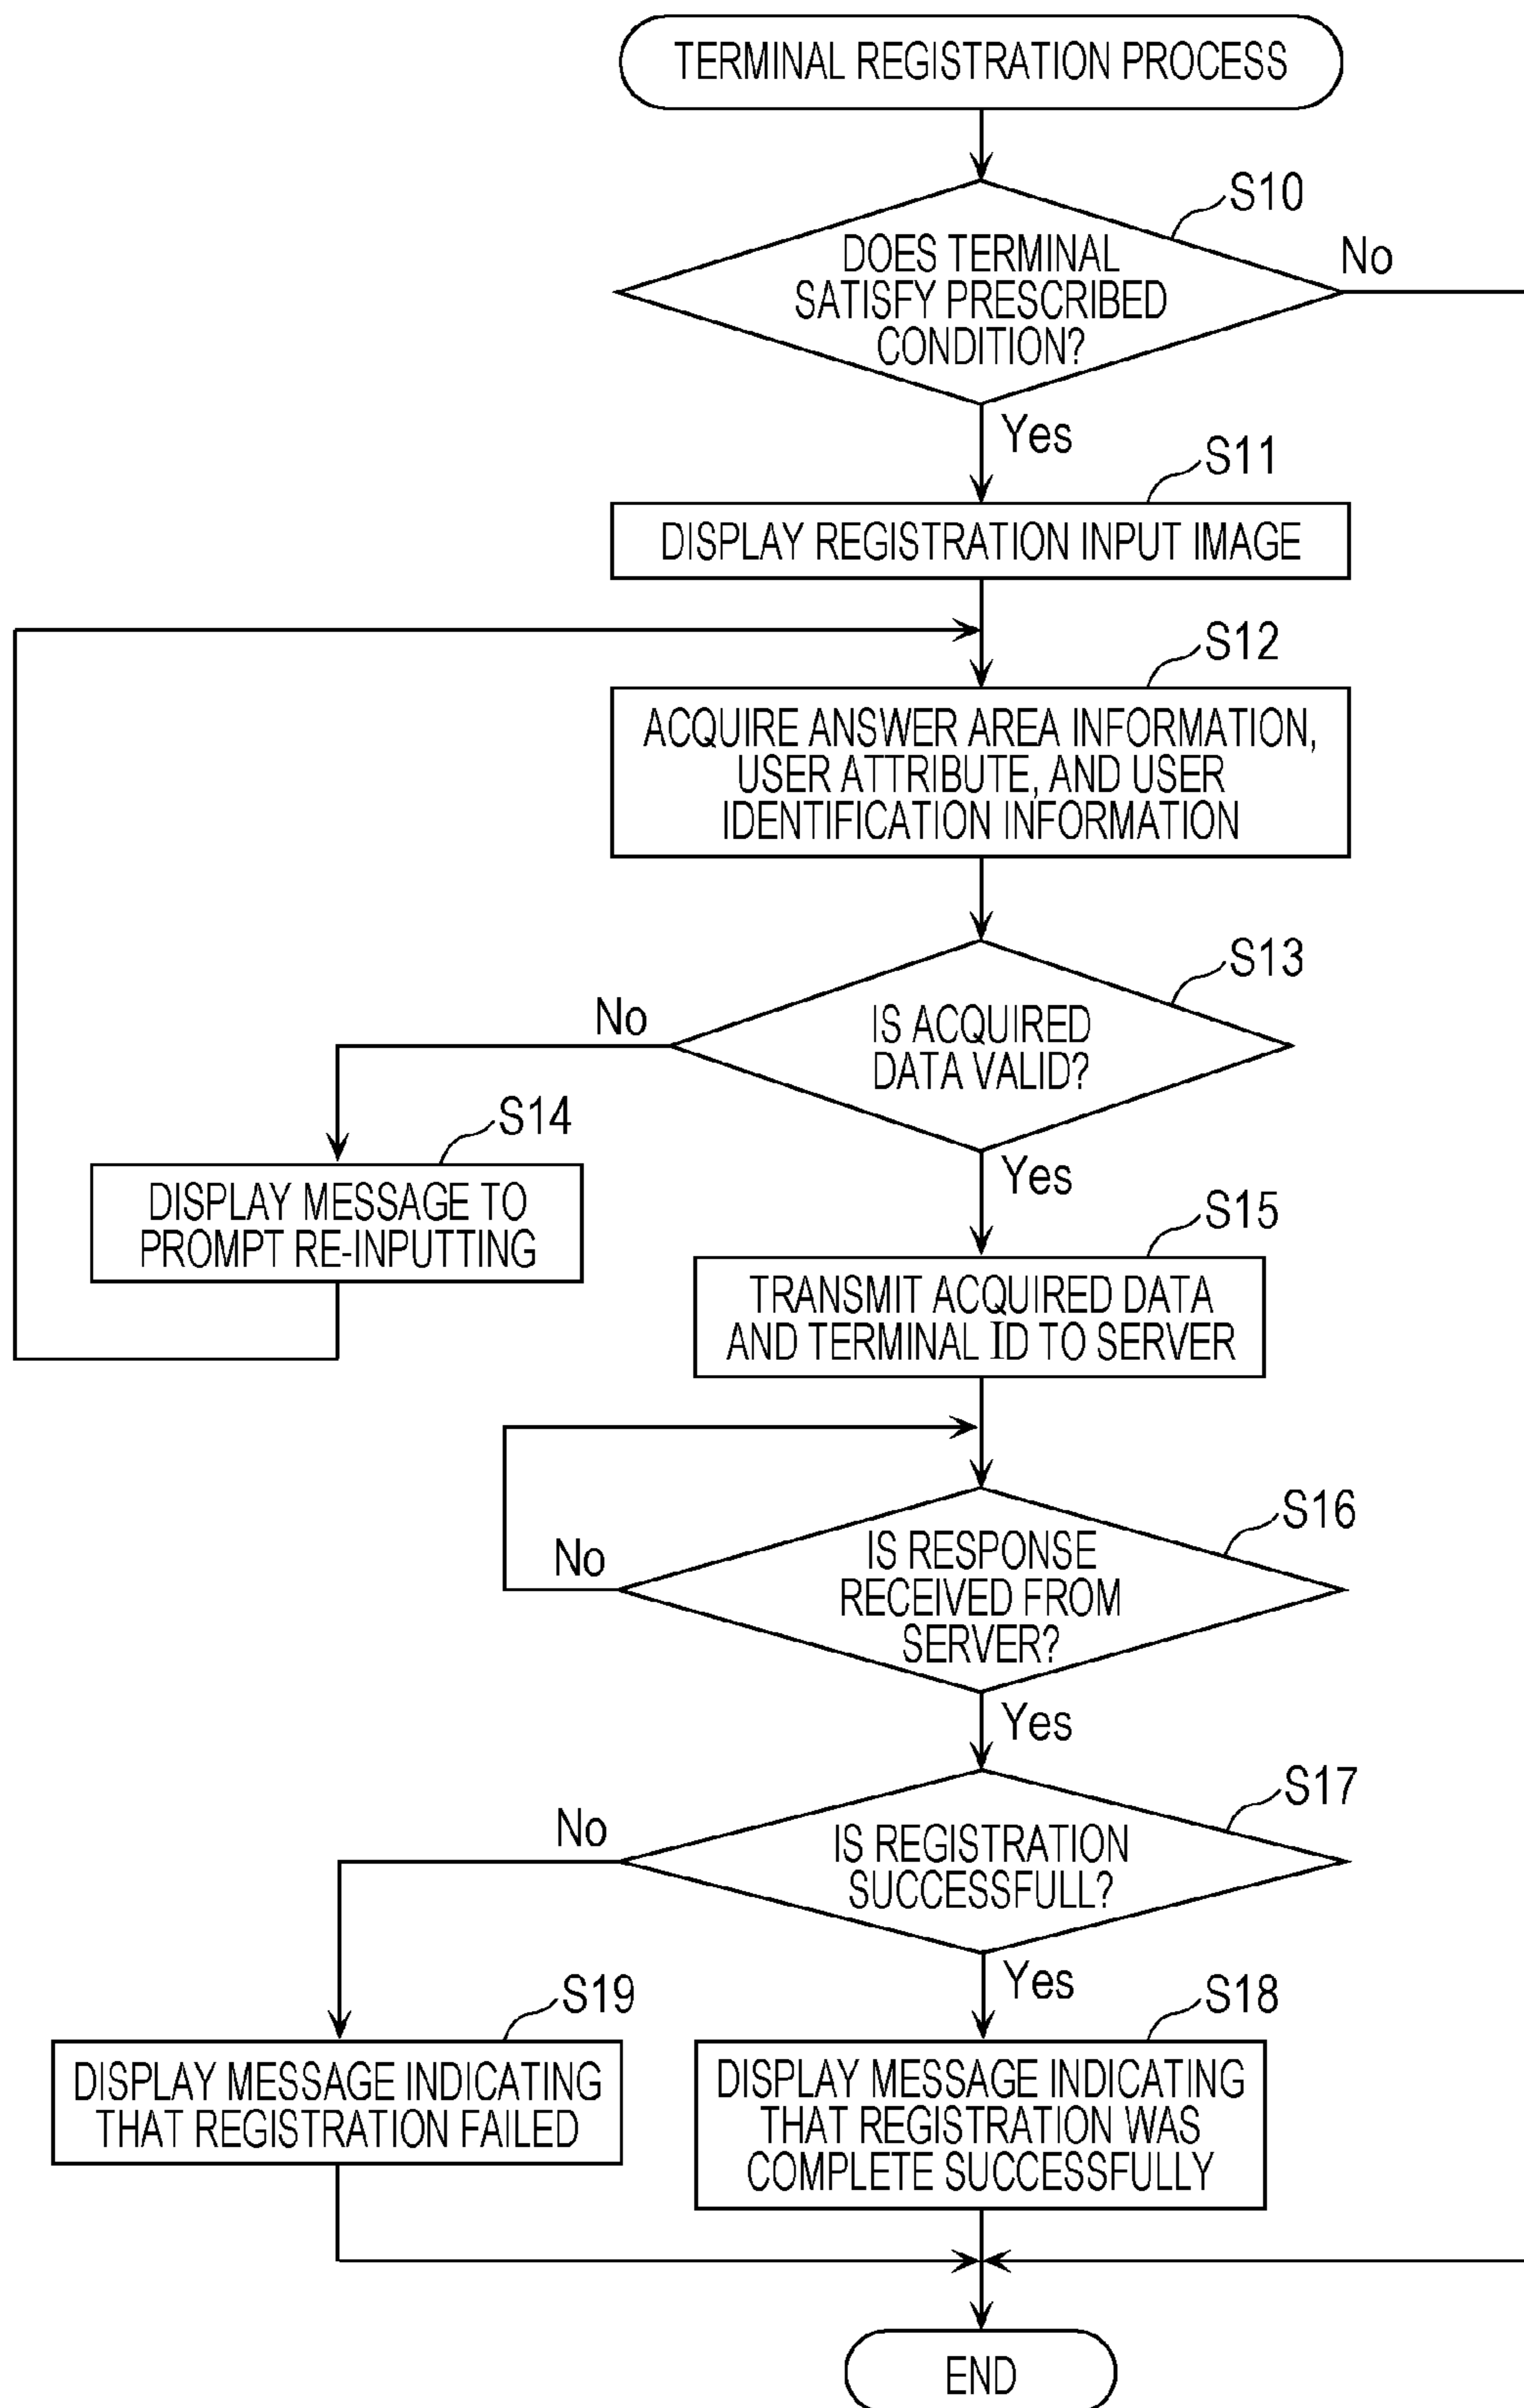 TERMINAL REGISTRATION PROCESS
S10
DOES TERMINAL
SATISFY PRESCRIBED
CONDITION?
No
Yes
S11
DISPLAY REGISTRATION INPUT IMAGE
S12
ACQUIRE ANSWER AREA INFORMATION,
USER ATTRIBUTE, AND USER
IDENTIFICATION INFORMATION
S13
IS ACQUIRED
DATA VALID?
No
Yes
S14
DISPLAY MESSAGE TO
PROMPT RE-INPUTTING
S15
TRANSMIT ACQUIRED DATA
AND TERMINAL ID TO SERVER
S16
IS RESPONSE
RECEIVED FROM
SERVER?
No
Yes
S17
IS REGISTRATION
SUCCESSFULL?
No
Yes
S19
DISPLAY MESSAGE INDICATING
THAT REGISTRATION FAILED
S18
DISPLAY MESSAGE INDICATING
THAT REGISTRATION WAS
COMPLETE SUCCESSFULLY
END